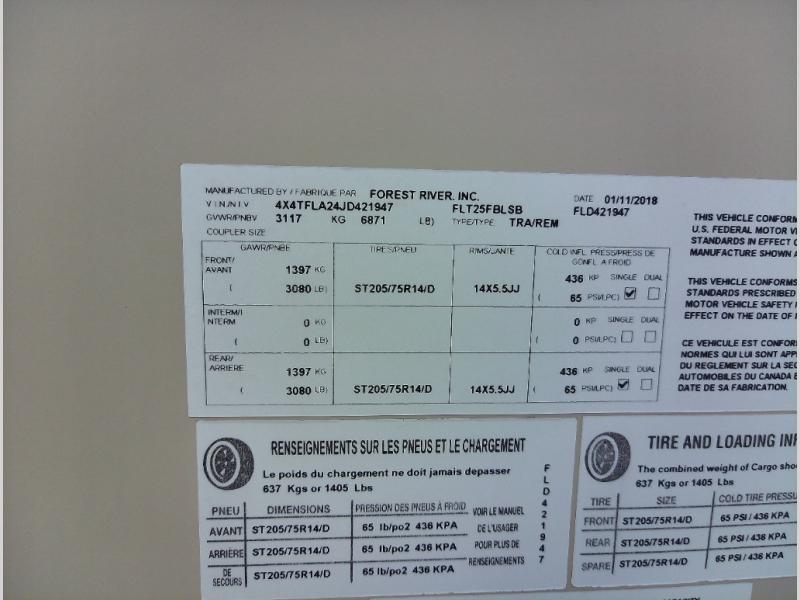 MANUFACTURED BY / FABRIQUE PAR FOREST RIVER, INC. DATE 01/11/2018
V I N / N I V 4X4TFLA24JD421947 FLT25FBLSB FLD421947
GVWR/PNBV 3117 KG 6871 LB) TYPE/TYPE TRA/REM
COUPLER SIZE
GAWR/PNBE TIRES/PNEU RIMS/JANTE COLD INFL. PRESS/PRESS DE GONFL. A FROID
FRONT/ AVANT 1397 KG 436 KP SINGLE DUAL
( 3080 LB) ST205/75R14/D 14X5.5JJ ( 65 PSI/LPC)
INTERM/I NTERM 0 KG 0 KP SINGLE DUAL
( 0 LB) ( 0 PSI/LPC)
REAR/ ARRIERE 1397 KG 436 KP SINGLE DUAL
( 3080 LB) ST205/75R14/D 14X5.5JJ ( 65 PSI/LPC)
THIS VEHICLE CONFORM
U.S. FEDERAL MOTOR
STANDARDS IN EFFECT
MANUFACTURE SHOWN
THIS VEHICLE CONFORMS
STANDARDS PRESCRIBED
MOTOR VEHICLE SAFETY
EFFECT ON THE DATE OF
CE VEHICULE EST CONFOR
NORMES QUI LUI SONT APP
DU REGLEMENT SUR LA SEC
AUTOMOBILES DU CANADA E
DATE DE SA FABRICATION.
RENSEIGNEMENTS SUR LES PNEUS ET LE CHARGEMENT
Le poids du chargement ne doit jamais depasser
637 Kgs or 1405 Lbs
PNEU DIMENSIONS PRESSION DES PNEUS À FROID
AVANT ST205/75R14/D 65 lb/po2 436 KPA
ARRIÈRE ST205/75R14/D 65 lb/po2 436 KPA
DE SECOURS ST205/75R14/D 65 lb/po2 436 KPA
VOIR LE MANUEL
DE L'USAGER
POUR PLUS DE
RENSEIGNEMENTS
FLD421947
TIRE AND LOADING INF
The combined weight of Cargo sho
637 Kgs or 1405 Lbs
TIRE SIZE COLD TIRE PRESSU
FRONT ST205/75R14/D 65 PSI / 436 KPA
REAR ST205/75R14/D 65 PSI / 436 KPA
SPARE ST205/75R14/D 65 PSI / 436 KPA